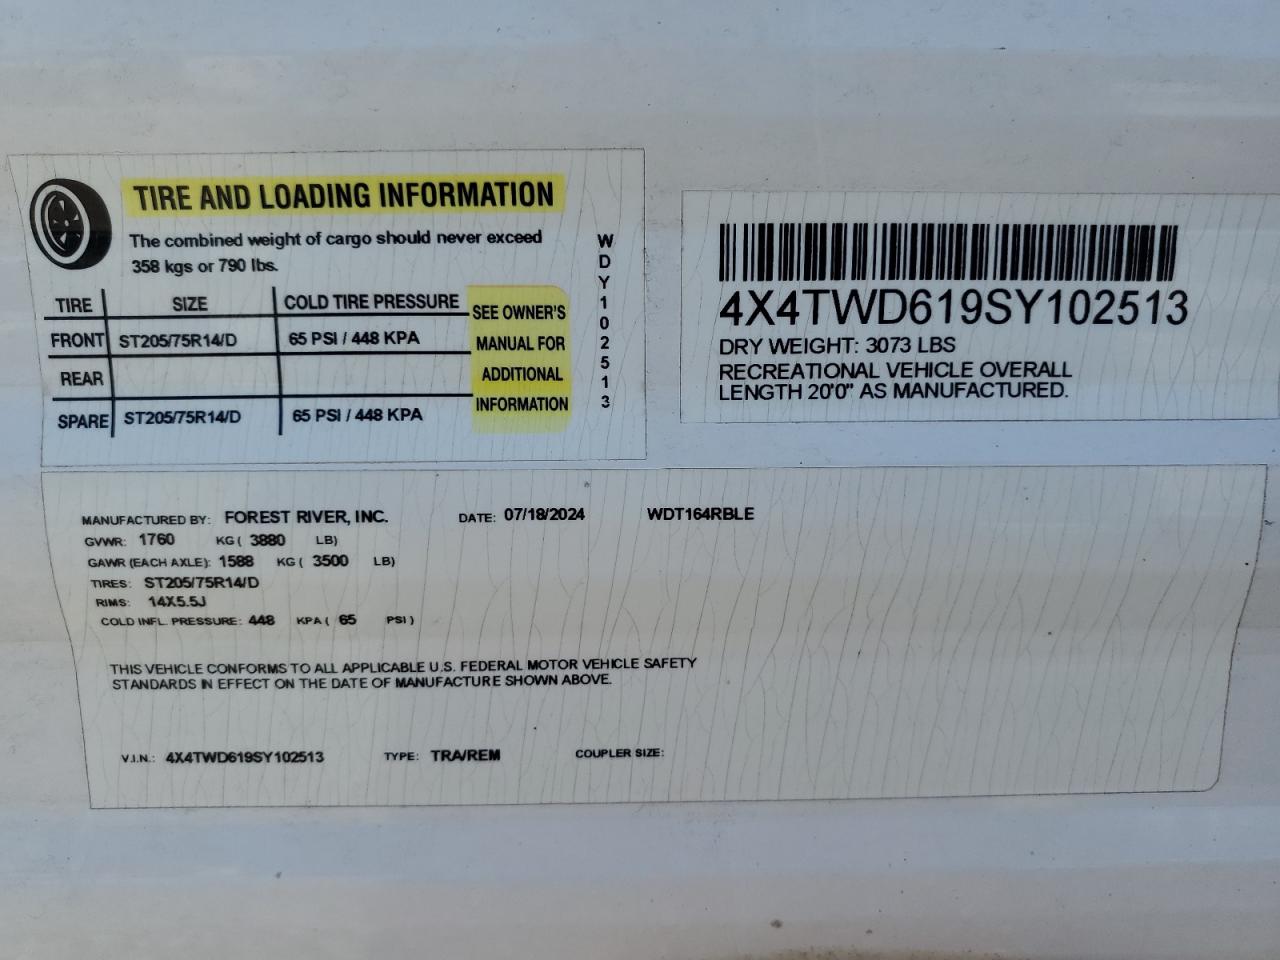 TIRE AND LOADING INFORMATION
The combined weight of cargo should never exceed
358 kgs or 790 lbs.
TIRE SIZE COLD TIRE PRESSURE
FRONT ST205/75R14/D 65 PSI / 448 KPA
REAR
SPARE ST205/75R14/D 65 PSI / 448 KPA
SEE OWNER'S
MANUAL FOR
ADDITIONAL
INFORMATION
WDY102513
4X4TWD619SY102513
DRY WEIGHT: 3073 LBS
RECREATIONAL VEHICLE OVERALL
LENGTH 20'0" AS MANUFACTURED.
MANUFACTURED BY: FOREST RIVER, INC. DATE: 07/18/2024 WDT164RBLE
GVWR: 1760 KG ( 3880 LB)
GAWR (EACH AXLE): 1588 KG ( 3500 LB)
TIRES: ST205/75R14/D
RIMS: 14X5.5J
COLD INFL. PRESSURE: 448 KPA ( 65 PSI )
THIS VEHICLE CONFORMS TO ALL APPLICABLE U.S. FEDERAL MOTOR VEHICLE SAFETY
STANDARDS IN EFFECT ON THE DATE OF MANUFACTURE SHOWN ABOVE.
V.I.N.: 4X4TWD619SY102513 TYPE: TRA/REM COUPLER SIZE: